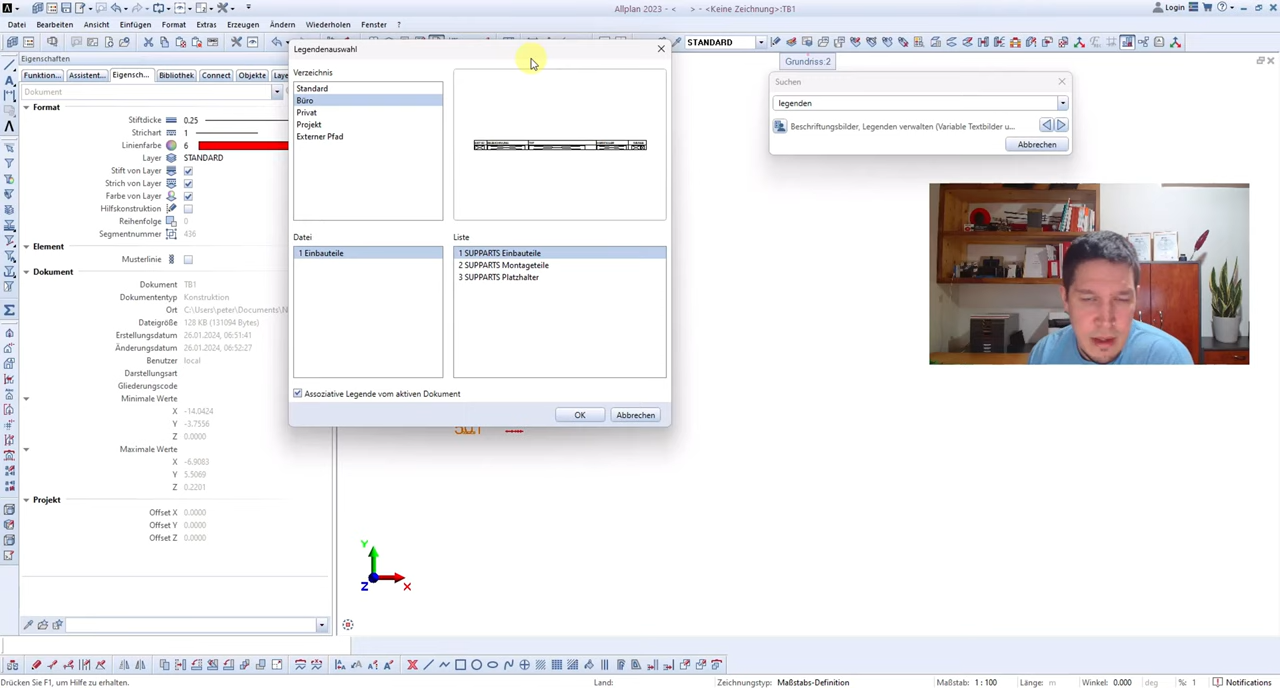 Allplan 2023 - < > - <Keine Zeichnung>:TB1
Login
Datei Bearbeiten Ansicht Einfügen Format Extras Erzeugen Ändern Wiederholen Fenster ?
STANDARD
Eigenschaften
Funktion... Assistent... Eigensch... Bibliothek Connect Objekte
Dokument
Format
Stiftdicke 0.25
Strichart 1
Linienfarbe 6
Layer STANDARD
Stift von Layer
Strich von Layer
Farbe von Layer
Hilfskonstruktion
Reihenfolge 0
Segmentnummer 436
Element
Musterlinie
Dokument
Dokument TB1
Dokumententyp Konstruktion
Ort C:\Users\peter\Documents\N
Dateigröße 128 KB (131094 Bytes)
Erstellungsdatum 26.01.2024, 06:51:41
Änderungsdatum 26.01.2024, 06:52:27
Benutzer local
Darstellungsart
Gliederungscode
Minimale Werte
X -14.0424
Y -3.7556
Z 0.0000
Maximale Werte
X -6.9083
Y 5.5069
Z 0.2201
Projekt
Offset X 0.0000
Offset Y 0.0000
Offset Z 0.0000
Legendenauswahl
Verzeichnis
Standard
Büro
Privat
Projekt
Externer Pfad
Datei
1 Einbauteile
Liste
1 SUPPARTS Einbauteile
2 SUPPARTS Montageteile
3 SUPPARTS Platzhalter
Assoziative Legende vom aktiven Dokument
OK Abbrechen
Grundriss:2
Suchen
legenden
Beschriftungsbilder, Legenden verwalten (Variable Textbilder u...
Abbrechen
Y
Z X
Drücken Sie F1, um Hilfe zu erhalten.
Land:
Zeichnungstyp: Maßstabs-Definition
Maßstab: 1 : 100
Länge: m
Winkel: 0.000 deg
%: 1
Notifications